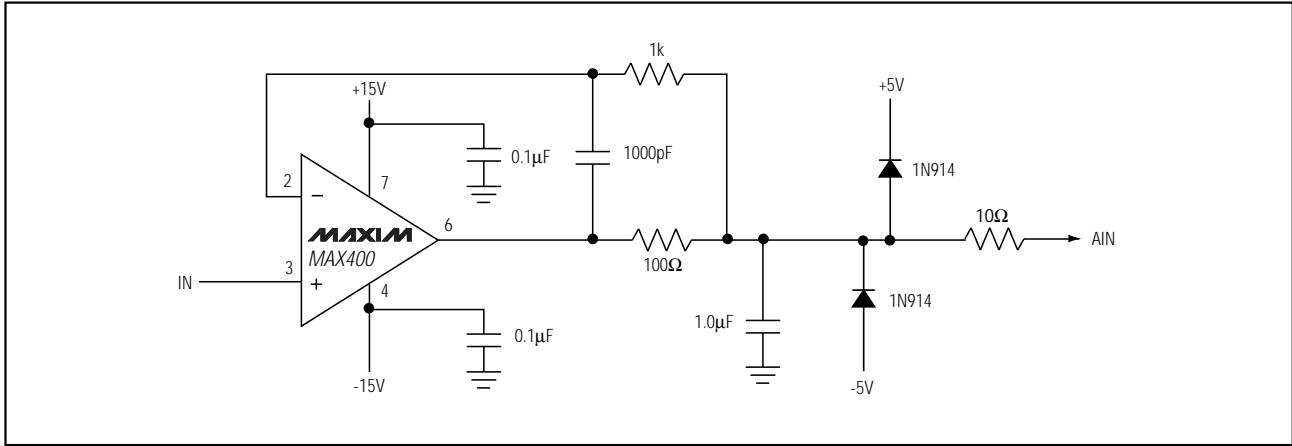 1k
+15V
+5V
0.1µF
1000pF
1N914
2
7
−
6
10Ω
MAXIM
MAX400
AIN
100Ω
3
IN
+
4
1N914
1.0µF
0.1µF
-15V
-5V